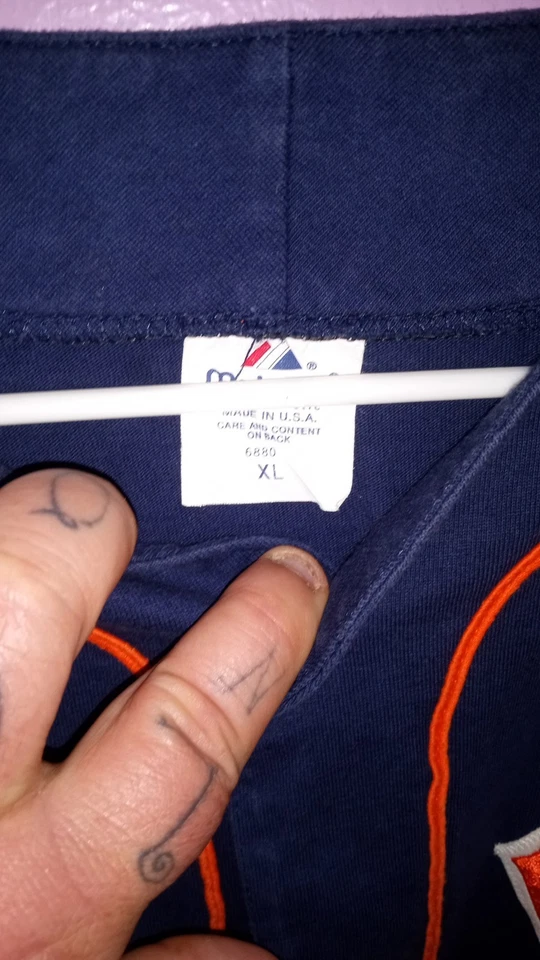 ®
MADE IN U.S.A.
CARE AND CONTENT
ON BACK
6880
XL
N